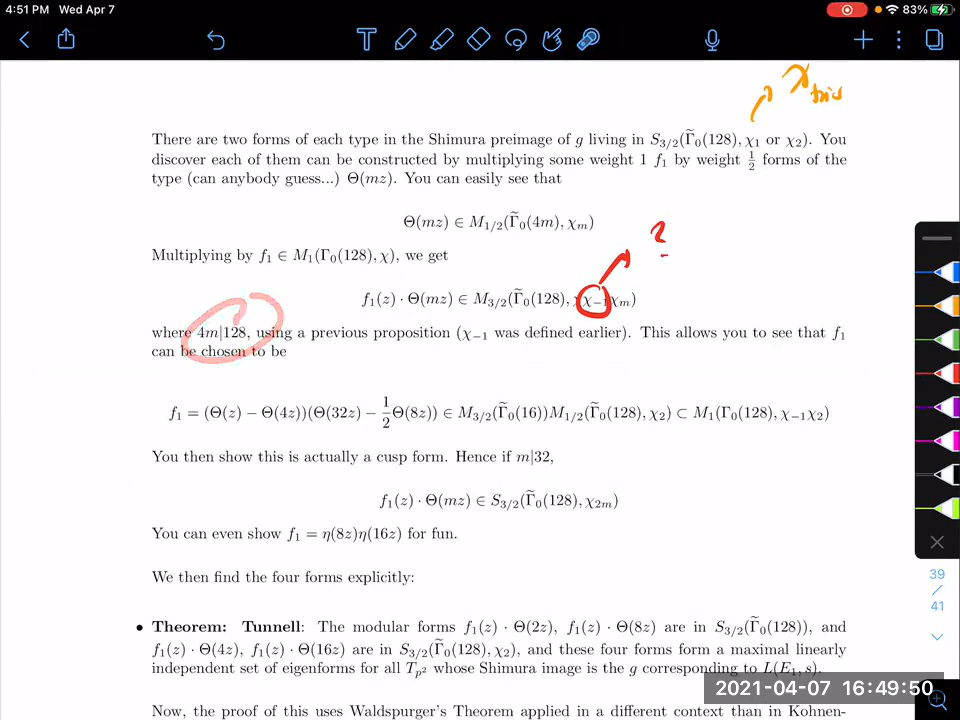 4:51 PM Wed Apr 7
83%
χ triv
There are two forms of each type in the Shimura preimage of g living in S_{3/2}(Γ̃_0(128), χ_1 or χ_2). You
discover each of them can be constructed by multiplying some weight 1 f_1 by weight 1/2 forms of the
type (can anybody guess...) Θ(mz). You can easily see that
Θ(mz) ∈ M_{1/2}(Γ̃_0(4m), χ_m)
?
Multiplying by f_1 ∈ M_1(Γ_0(128), χ), we get
f_1(z) · Θ(mz) ∈ M_{3/2}(Γ̃_0(128), χχ_{−1}χ_m)
where 4m|128, using a previous proposition (χ_{−1} was defined earlier). This allows you to see that f_1
can be chosen to be
f_1 = (Θ(z) − Θ(4z))(Θ(32z) − 1/2 Θ(8z)) ∈ M_{3/2}(Γ̃_0(16))M_{1/2}(Γ̃_0(128), χ_2) ⊂ M_1(Γ_0(128), χ_{−1}χ_2)
You then show this is actually a cusp form. Hence if m|32,
f_1(z) · Θ(mz) ∈ S_{3/2}(Γ̃_0(128), χ_{2m})
You can even show f_1 = η(8z)η(16z) for fun.
We then find the four forms explicitly:
• Theorem: Tunnell: The modular forms f_1(z) · Θ(2z), f_1(z) · Θ(8z) are in S_{3/2}(Γ̃_0(128)), and
f_1(z) · Θ(4z), f_1(z) · Θ(16z) are in S_{3/2}(Γ̃_0(128), χ_2), and these four forms form a maximal linearly
independent set of eigenforms for all T_{p^2} whose Shimura image is the g corresponding to L(E_1, s).
Now, the proof of this uses Waldspurger's Theorem applied in a different context than in Kohnen-
39
/
41
2021-04-07 16:49:50